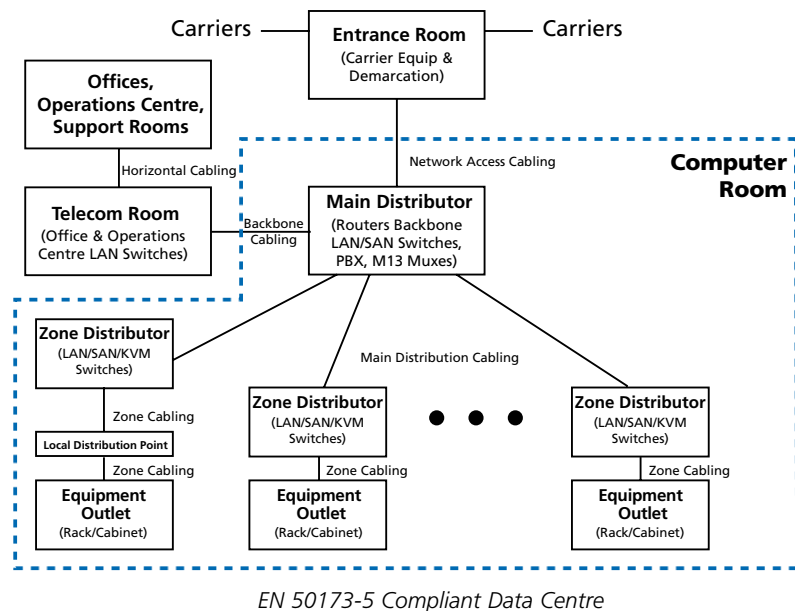 Carriers
Entrance Room
(Carrier Equip &
Demarcation)
Carriers
Offices,
Operations Centre,
Support Rooms
Horizontal Cabling
Network Access Cabling
Computer
Room
Telecom Room
(Office & Operations
Centre LAN Switches)
Backbone
Cabling
Main Distributor
(Routers Backbone
LAN/SAN Switches,
PBX, M13 Muxes)
Main Distribution Cabling
Zone Distributor
(LAN/SAN/KVM
Switches)
Zone Cabling
Local Distribution Point
Zone Cabling
Equipment
Outlet
(Rack/Cabinet)
Zone Distributor
(LAN/SAN/KVM
Switches)
Zone Cabling
Equipment
Outlet
(Rack/Cabinet)
Zone Distributor
(LAN/SAN/KVM
Switches)
Zone Cabling
Equipment
Outlet
(Rack/Cabinet)
EN 50173-5 Compliant Data Centre